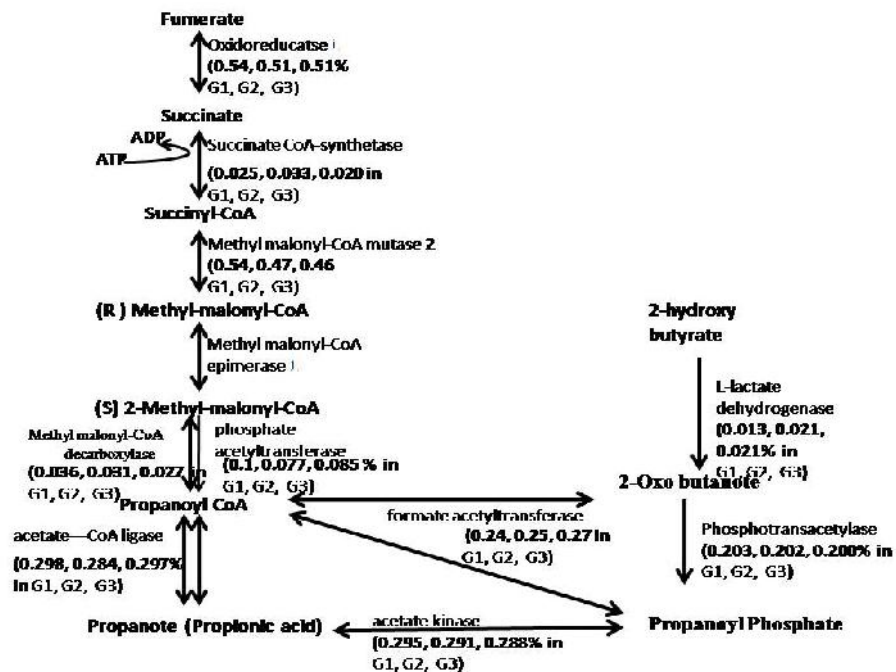 Fumerate
Oxidoreducatse
(0.54, 0.51, 0.51%
G1, G2, G3)
Succinate
ADP
ATP
Succinate CoA-synthetase
(0.025, 0.033, 0.020 in
G1, G2, G3)
Succinyl-CoA
Methyl malonyl-CoA mutase 2
(0.54, 0.47, 0.46
G1, G2, G3)
(R ) Methyl-malonyl-CoA
Methyl malonyl-CoA
epimerase
(S) 2-Methyl-malonyl-CoA
Methyl malonyl-CoA
decarboxylase
(0.036, 0.031, 0.027 in
G1, G2, G3)
phosphate
acetyltransferase
(0.1, 0.077, 0.085 % in
G1, G2, G3)
Propanoyl CoA
acetate—CoA ligase
(0.298, 0.284, 0.297%
in G1, G2, G3)
Propanote (Propionic acid)
2-hydroxy
butyrate
L-lactate
dehydrogenase
(0.013, 0.021,
0.021% in
G1, G2, G3)
2-Oxo butanote
formate acetyltransferase
(0.24, 0.25, 0.27 in
G1, G2, G3)
Phosphotransacetylase
(0.203, 0.202, 0.200% in
G1, G2, G3)
Propanoyl Phosphate
acetate kinase
(0.295, 0.291, 0.288% in
G1, G2, G3)